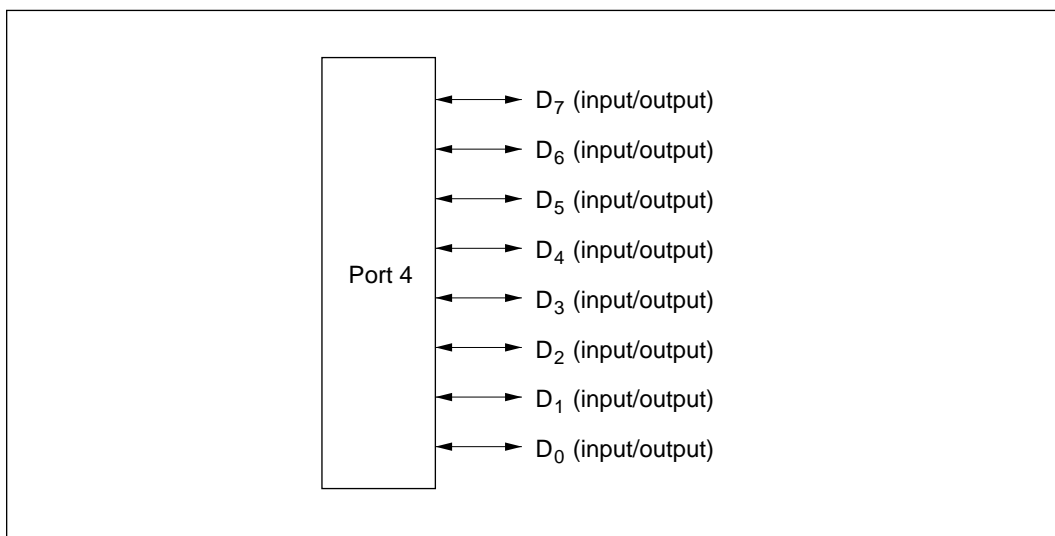 D7 (input/output)
D6 (input/output)
D5 (input/output)
D4 (input/output)
Port 4
D3 (input/output)
D2 (input/output)
D1 (input/output)
D0 (input/output)